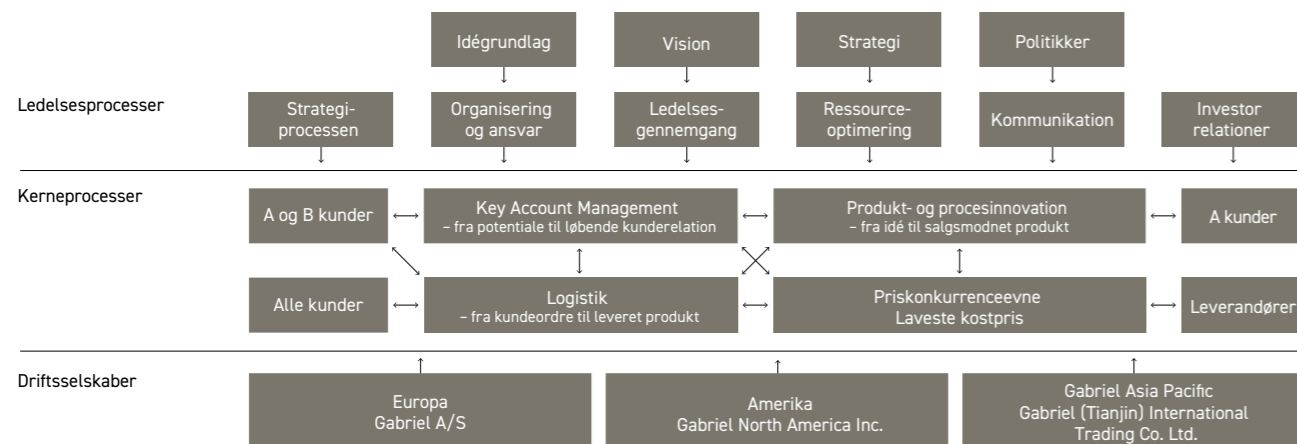 Idégrundlag
Vision
Strategi
Politikker
Ledelsesprocesser
Strategi-
processen
Organisering
og ansvar
Ledelses-
gennemgang
Ressource-
optimering
Kommunikation
Investor
relationer
Kerneprocesser
A og B kunder
Key Account Management
– fra potentiale til løbende kunderelation
Produkt- og procesinnovation
– fra idé til salgsmodnet produkt
A kunder
Alle kunder
Logistik
– fra kundeordre til leveret produkt
Priskonkurrenceevne
Laveste kostpris
Leverandører
Driftsselskaber
Europa
Gabriel A/S
Amerika
Gabriel North America Inc.
Gabriel Asia Pacific
Gabriel (Tianjin) International
Trading Co. Ltd.